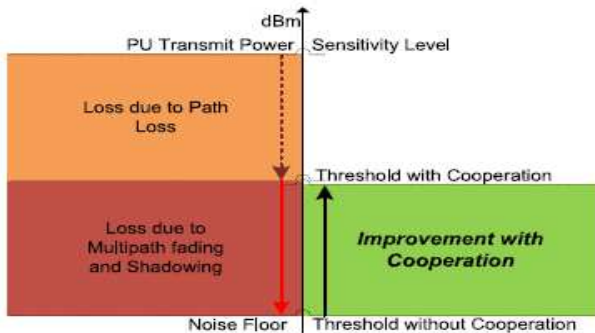 dBm
PU Transmit Power
Sensitivity Level
Loss due to Path
Loss
Threshold with Cooperation
Loss due to
Multipath fading
and Shadowing
Improvement with
Cooperation
Noise Floor
Threshold without Cooperation